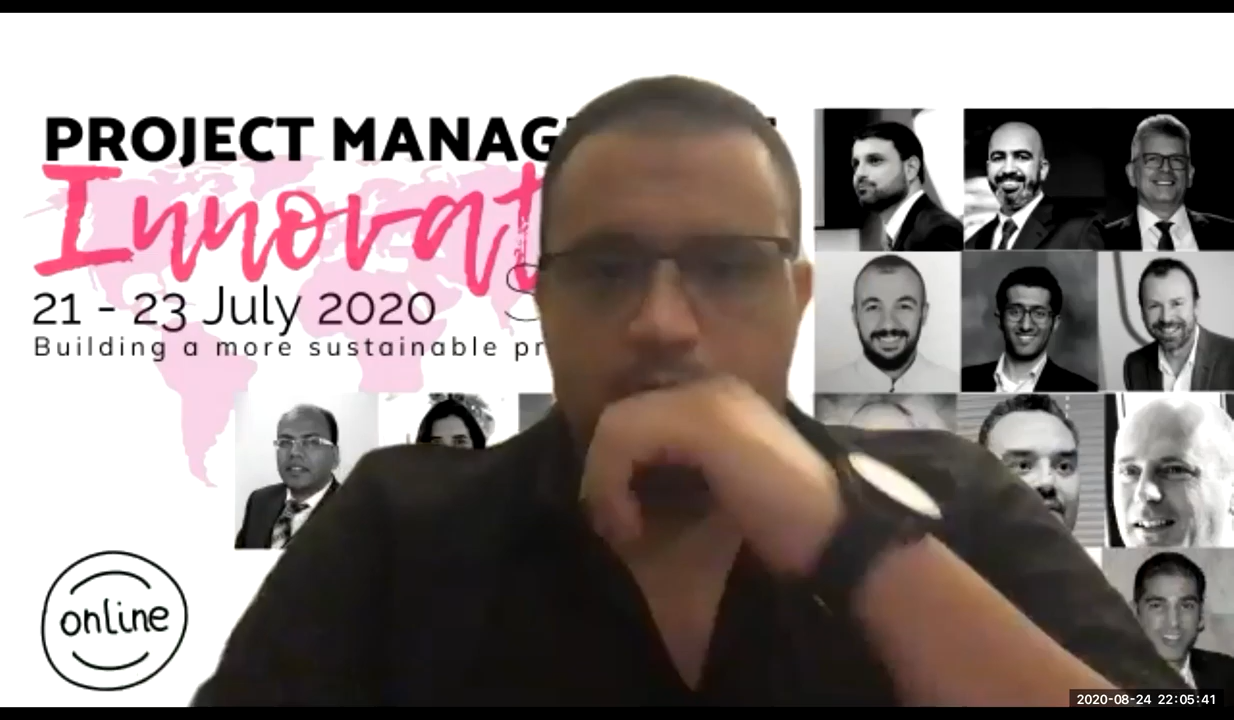 PROJECT MANAG
Innovat
21 - 23 July 2020
Building a more sustainable pr
online
2020-08-24 22:05:41